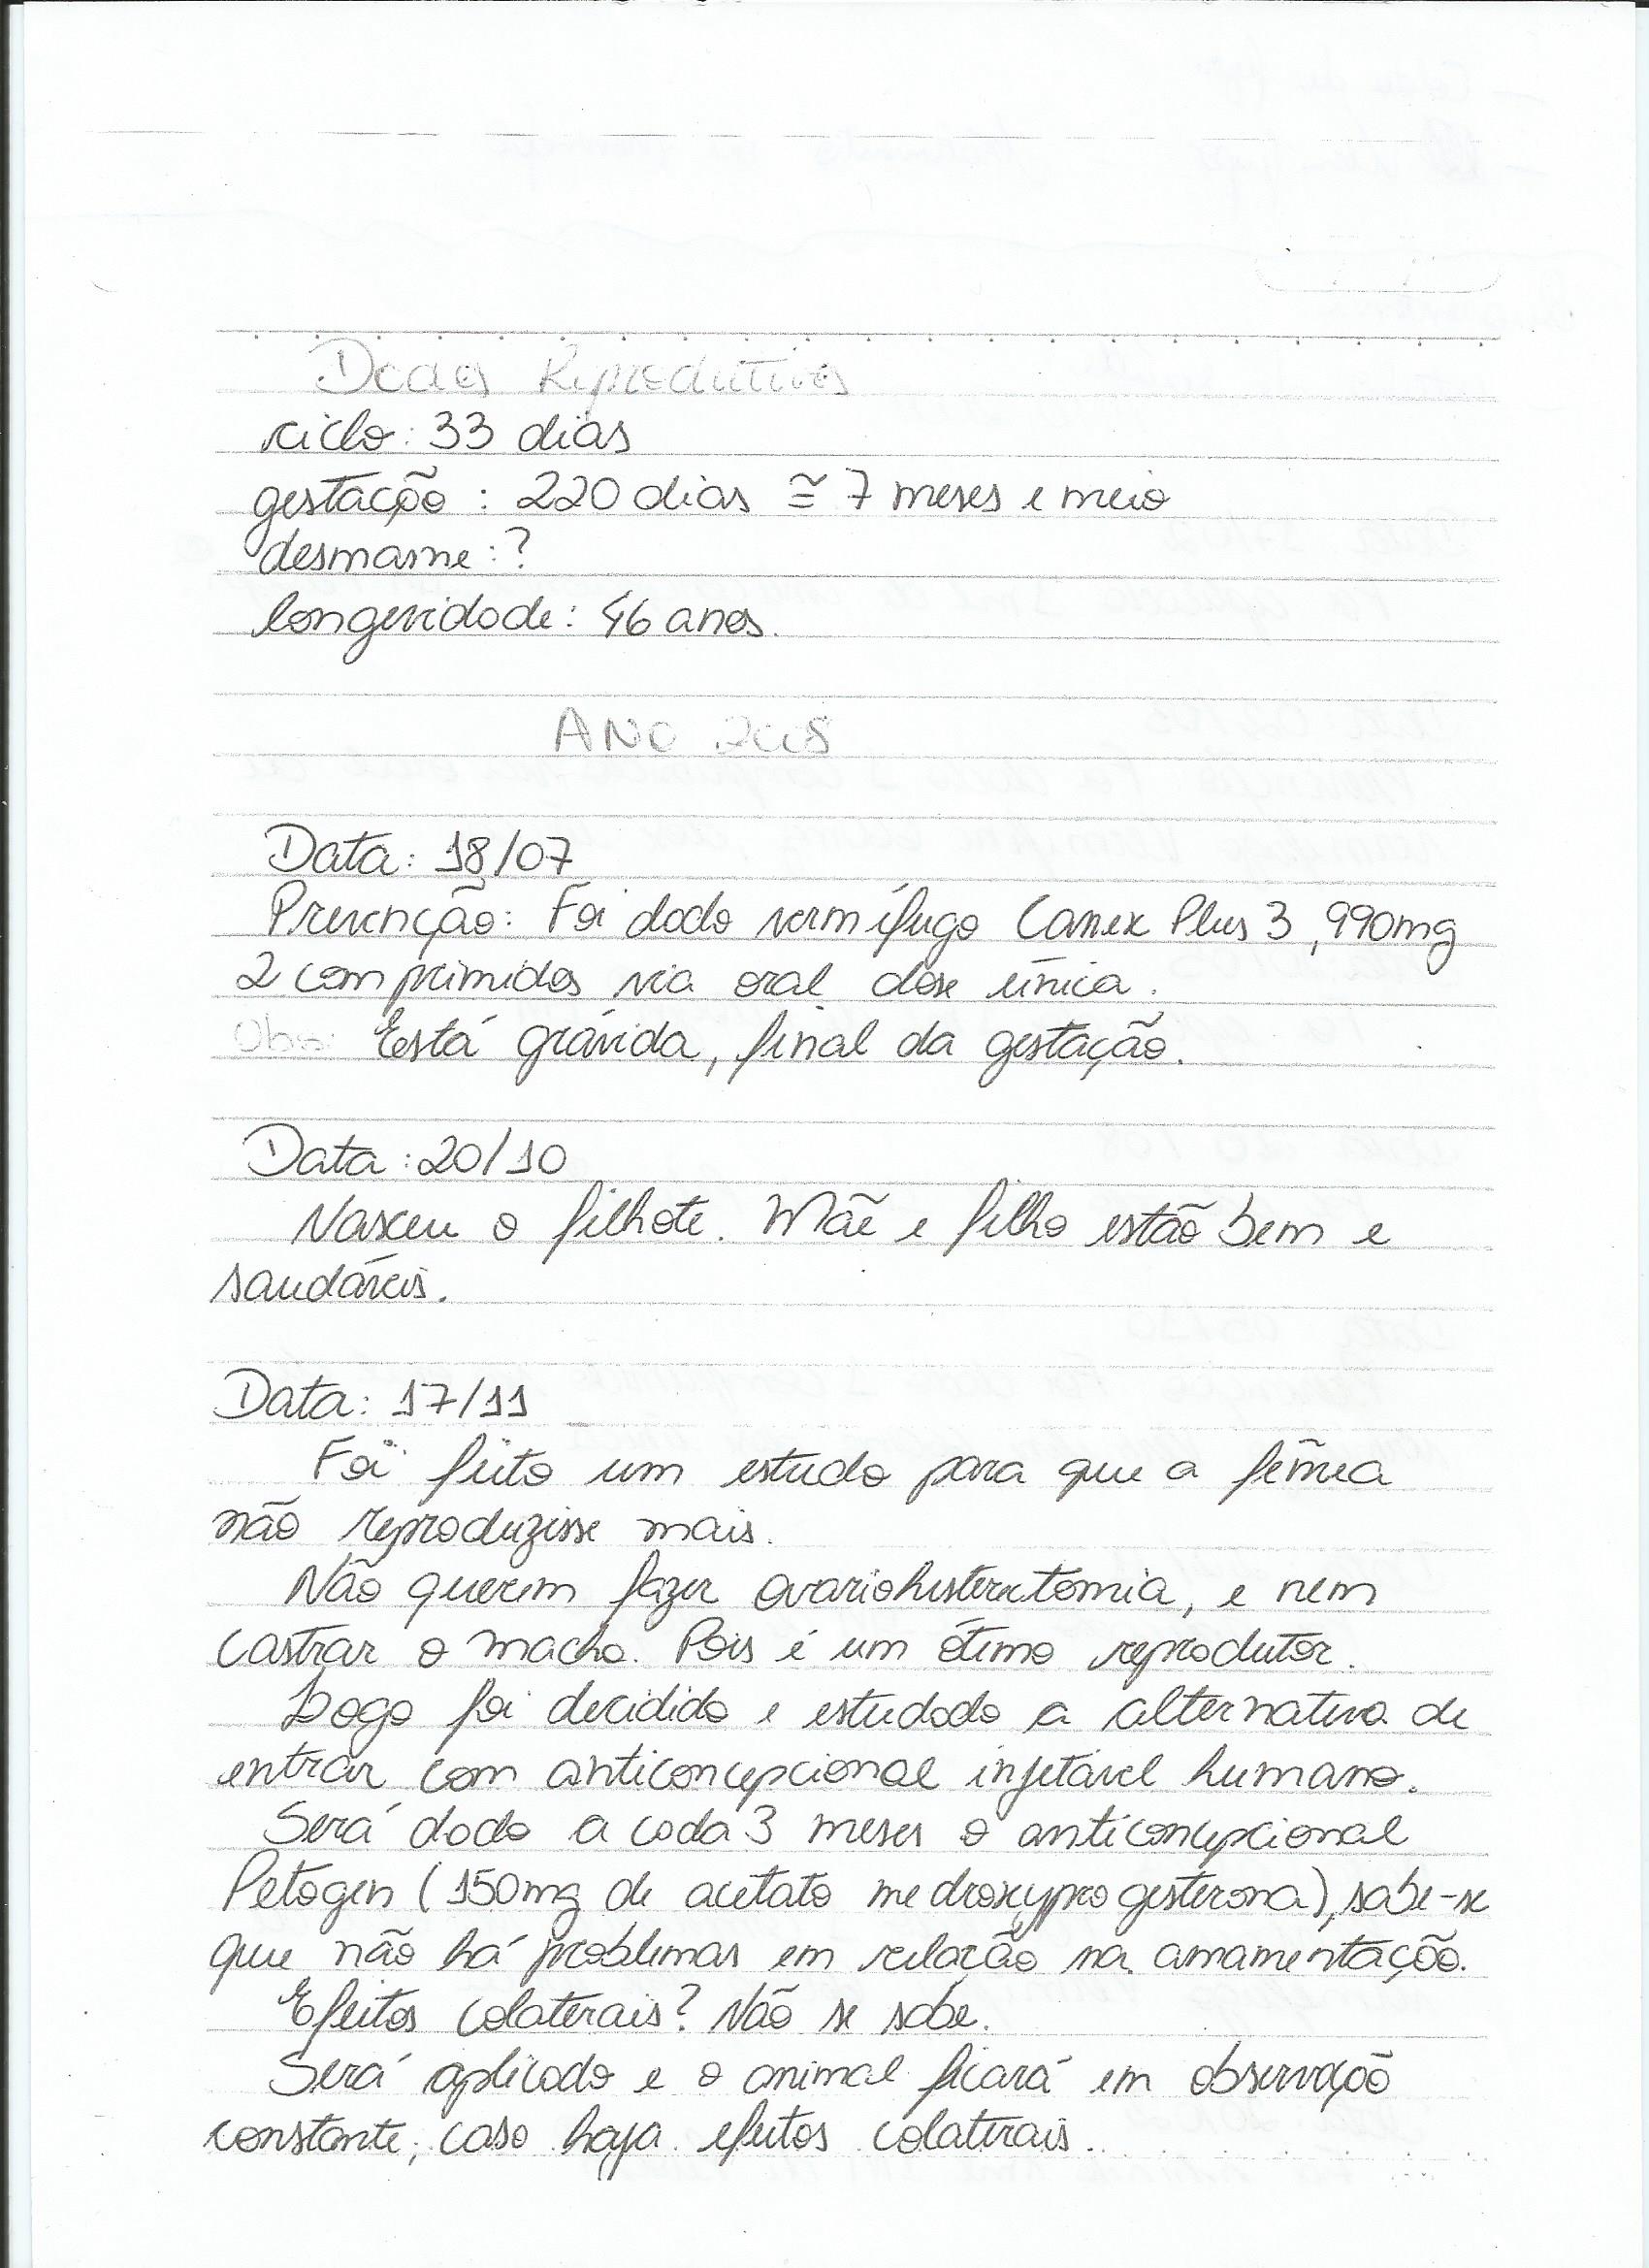 Dados Reprodutivos
ciclo: 33 dias
gestação : 220 dias ≅ 7 meses e meio
desmame: ?
longevidade: 46 anos.
ANO
Data: 18/07
Prevenção: Foi dado vermífugo Canex Plus 3, 990mg
2 comprimidos via oral dose única.
Obs: Está grávida, final da gestação.
Data: 20/10
Nasceu o filhote. Mãe e filho estão bem e
saudáveis.
Data: 17/11
Foi feito um estudo para que a fêmea
não reproduzisse mais.
Não querem fazer ovariohisterectomia, e nem
castrar o macho. Pois é um ótimo reprodutor.
Logo foi decidido e estudado a alternativa de
entrar com anticoncepcional injetável humano.
Será dado a cada 3 meses o anticoncepcional
Petogen (150mg de acetato medroxyprogesterona), sabe-se
que não há problemas em relação na amamentação.
Efeitos colaterais? Não se sabe.
Será aplicado e o animal ficará em observação
constante, caso haja efeitos colaterais.